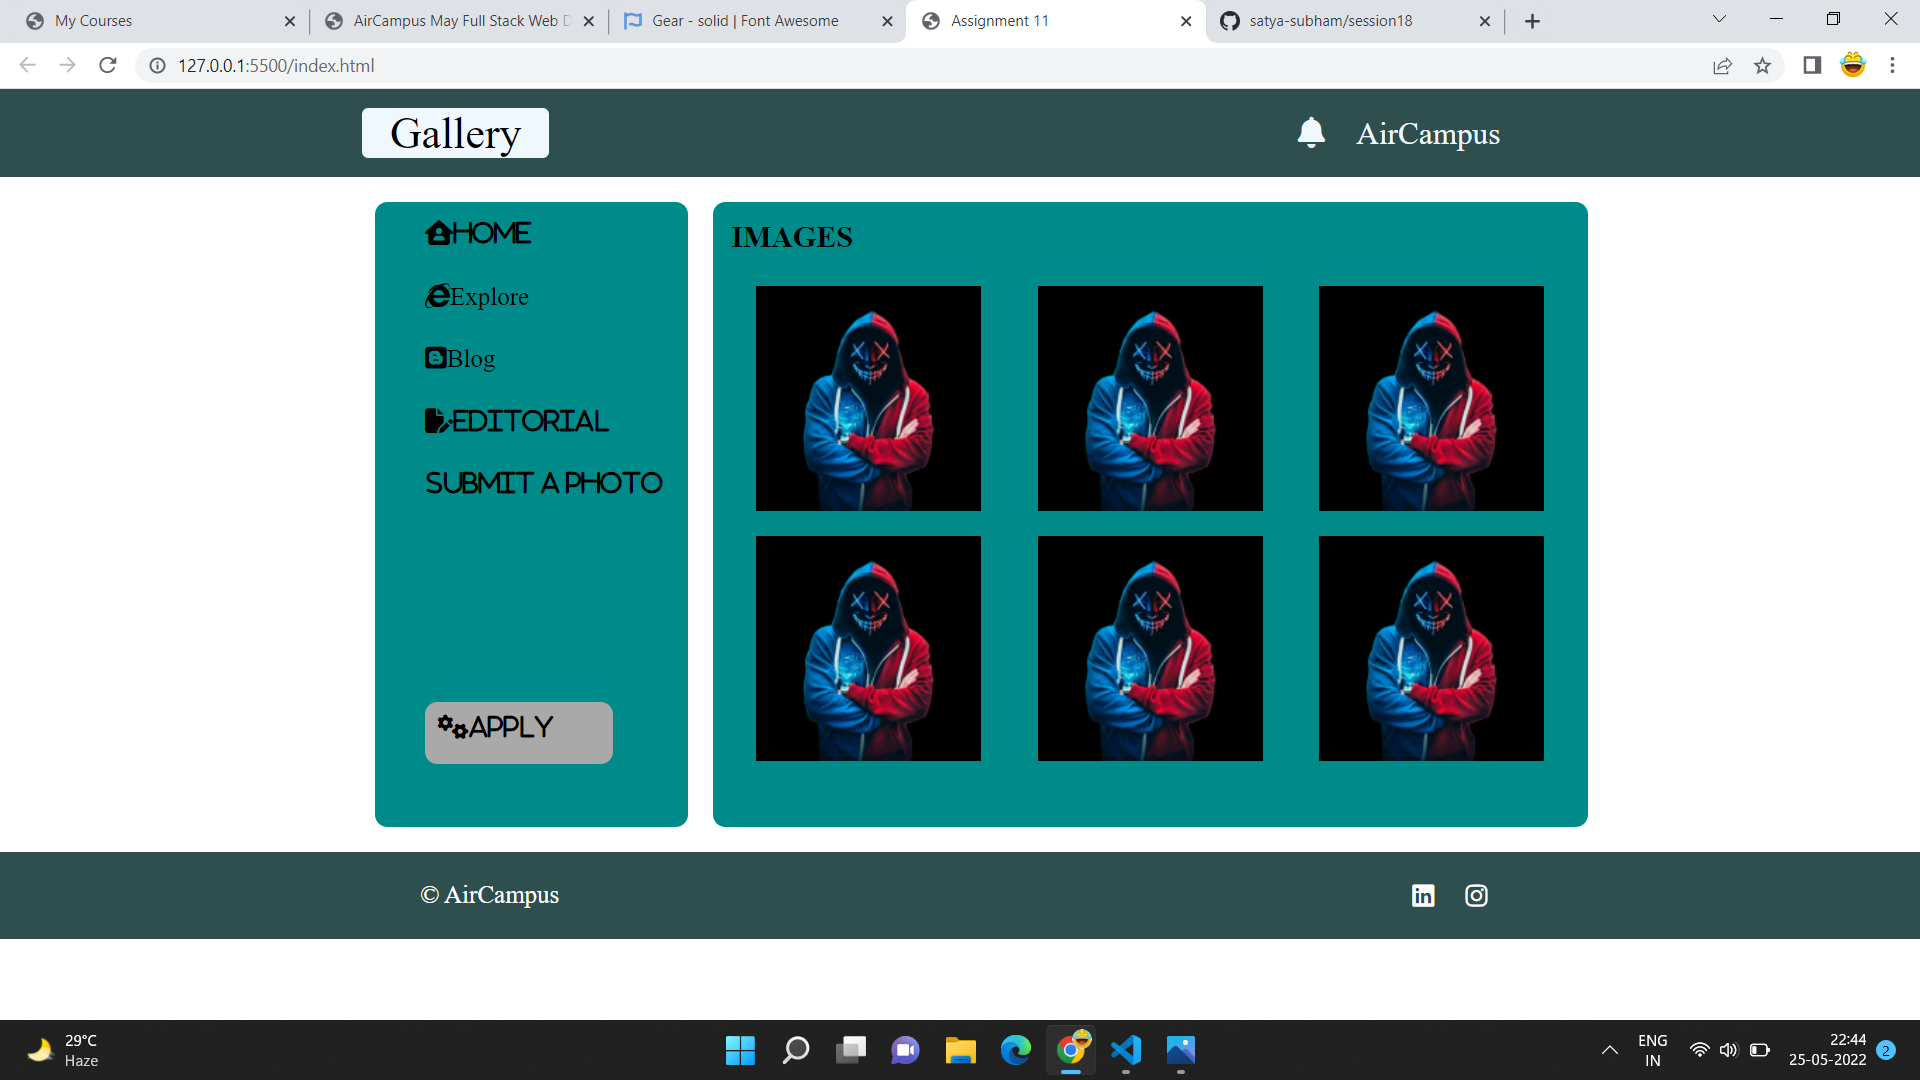 My Courses
AirCampus May Full Stack Web D
Gear - solid | Font Awesome
Assignment 11
satya-subham/session18
127.0.0.1:5500/index.html
Gallery
AirCampus
HOME
Explore
Blog
EDITORIAL
SUBMIT A PHOTO
APPLY
IMAGES
© AirCampus
in
29°C
Haze
ENG
IN
22:44
25-05-2022
2